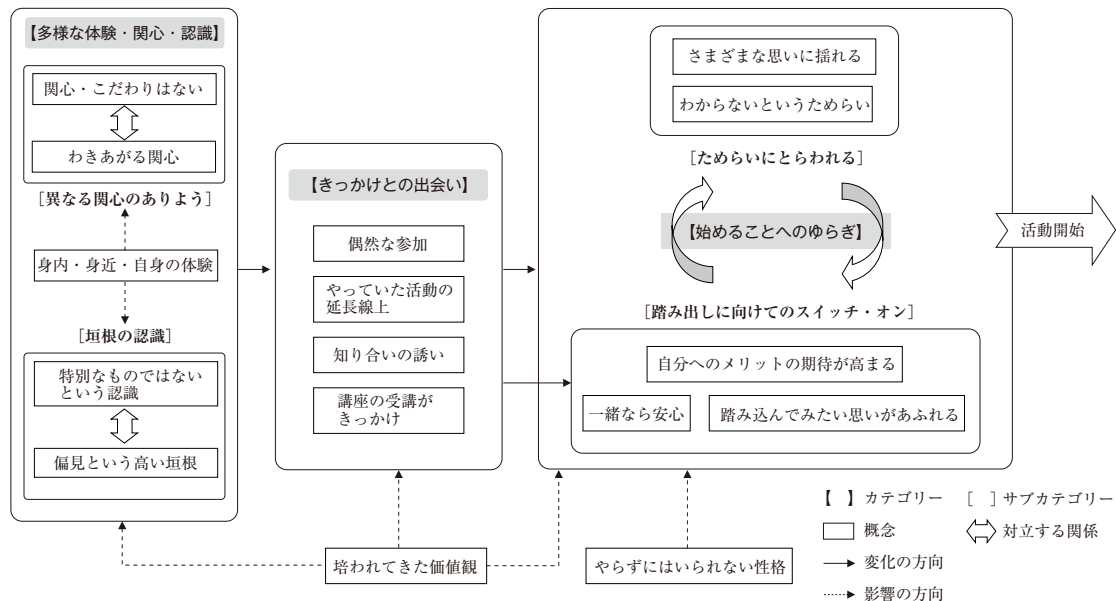 【多様な体験・関心・認識】
関心・こだわりはない
わきあがる関心
[異なる関心のありよう]
身内・身近・自身の体験
[垣根の認識]
特別なものではない
という認識
偏見という高い垣根
【きっかけとの出会い】
偶然な参加
やっていた活動の
延長線上
知り合いの誘い
講座の受講が
きっかけ
さまざまな思いに揺れる
わからないというためらい
[ためらいにとらわれる]
【始めることへのゆらぎ】
[踏み出しに向けてのスイッチ・オン]
自分へのメリットの期待が高まる
一緒なら安心
踏み込んでみたい思いがあふれる
活動開始
培われてきた価値観
やらずにはいられない性格
【 】カテゴリー
[ ]サブカテゴリー
概念
対立する関係
変化の方向
影響の方向